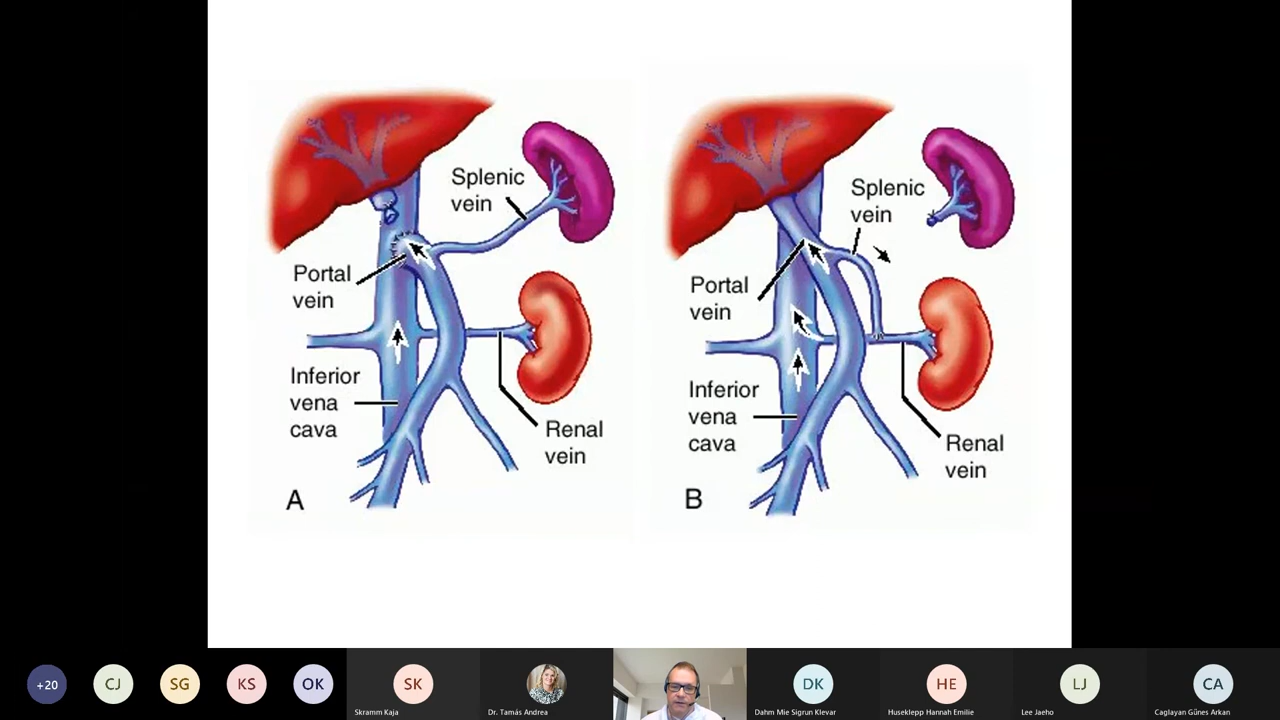 Splenic
vein
Portal
vein
Inferior
vena
cava
Renal
vein
A
Splenic
vein
Portal
vein
Inferior
vena
cava
Renal
vein
B
+20
CJ
SG
KS
OK
SK
DK
HE
LJ
CA
Skramm Kaja
Dr. Tamás Andrea
Dahm Mie Sigrun Klevar
Huseklepp Hannah Emilie
Lee Jaeho
Caglayan Günes Arkan